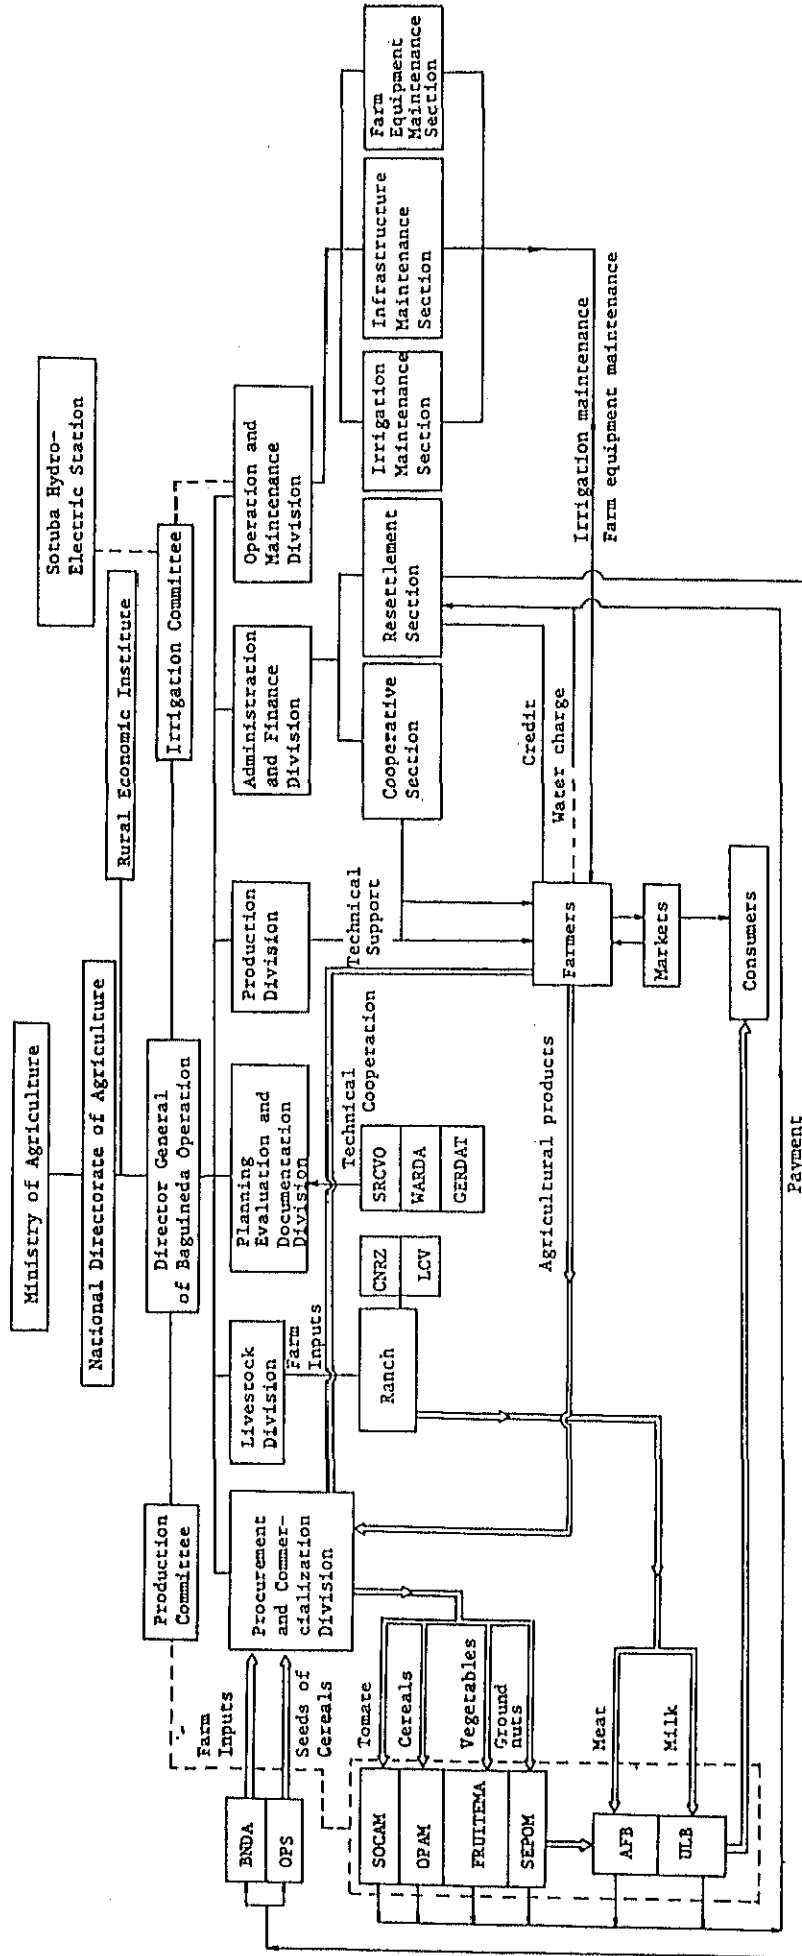 Ministry of Agriculture
National Directorate of Agriculture
Rural Economic Institute
Sotuba Hydro-
Electric Station
Production
Committee
Director General
of Baguineda Operation
Irrigation Committee
Farm
Inputs
Seeds of
Cereals
BNDA
OPS
Procurement
and Commer-
cialization
Division
Livestock
Division
Planning
Evaluation and
Documentation
Division
Production
Division
Administration
and Finance
Division
Operation and
Maintenance
Division
Farm
Inputs
Technical
Cooperation
Technical
Support
Ranch
CNRZ
LCV
SRCVO
WARDA
GERDAT
Cooperative
Section
Resettlement
Section
Irrigation
Maintenance
Section
Infrastructure
Maintenance
Section
Farm
Equipment
Maintenance
Section
Tomate
Cereals
Vegetables
Ground
nuts
SOCAM
OPAM
FRUITEMA
SEPOM
Agricultural products
Credit
Water charge
Irrigation maintenance
Farm equipment maintenance
Farmers
Markets
Consumers
Meat
Milk
AFB
ULB
Payment